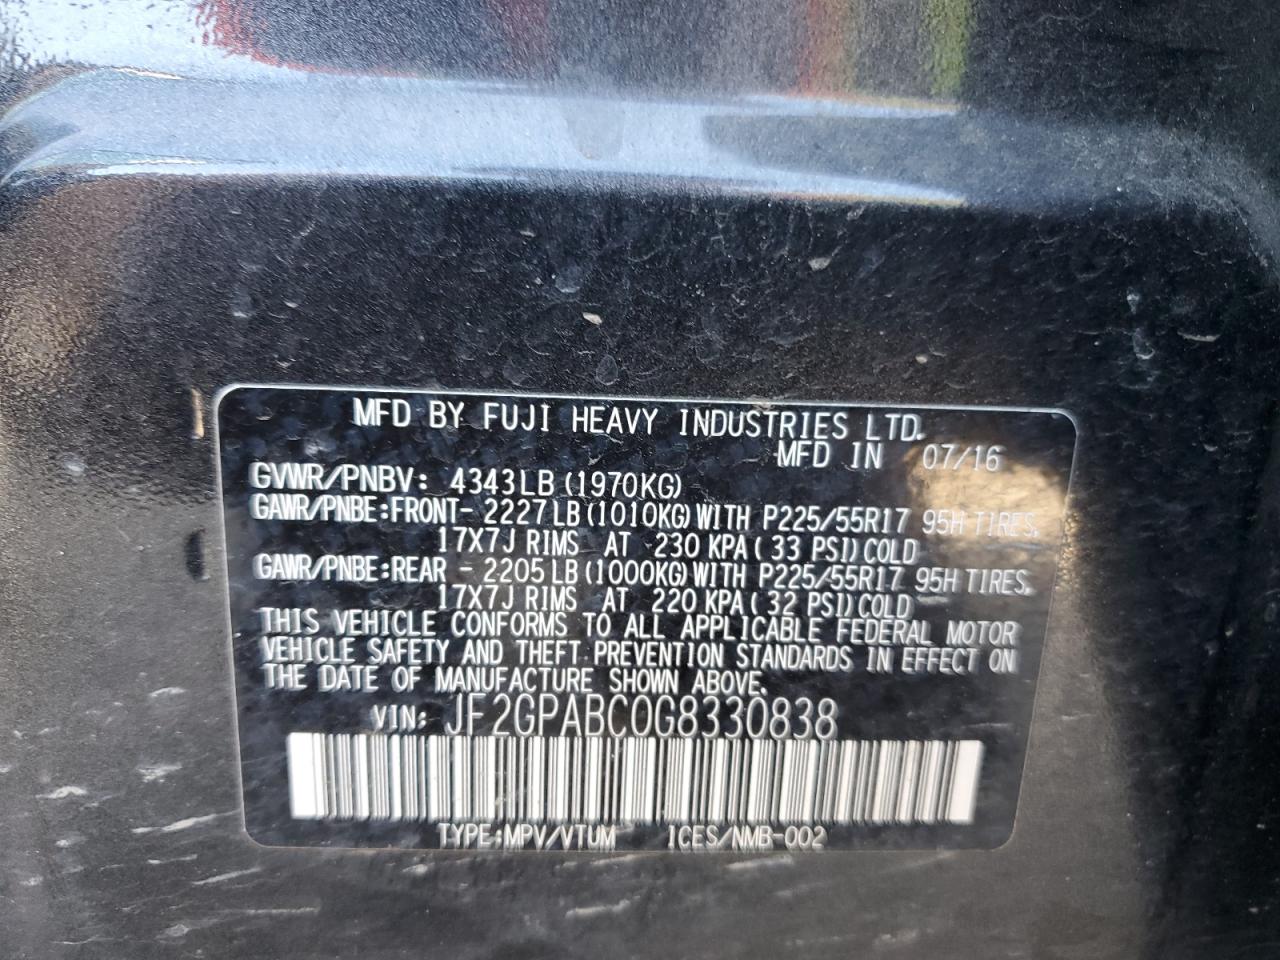 MFD BY FUJI HEAVY INDUSTRIES LTD.
MFD IN 07/16
GVWR/PNBV: 4343LB (1970KG)
GAWR/PNBE:FRONT- 2227LB(1010KG)WITH P225/55R17 95H TIRES,
17X7J RIMS AT 230 KPA(33 PSI)COLD
GAWR/PNBE:REAR - 2205LB(1000KG)WITH P225/55R17 95H TIRES,
17X7J RIMS AT 220 KPA(32 PSI)COLD
THIS VEHICLE CONFORMS TO ALL APPLICABLE FEDERAL MOTOR
VEHICLE SAFETY AND THEFT PREVENTION STANDARDS IN EFFECT ON
THE DATE OF MANUFACTURE SHOWN ABOVE.
VIN: JF2GPABC0G8330838
TYPE:MPV/VTUM ICES/NMB-002